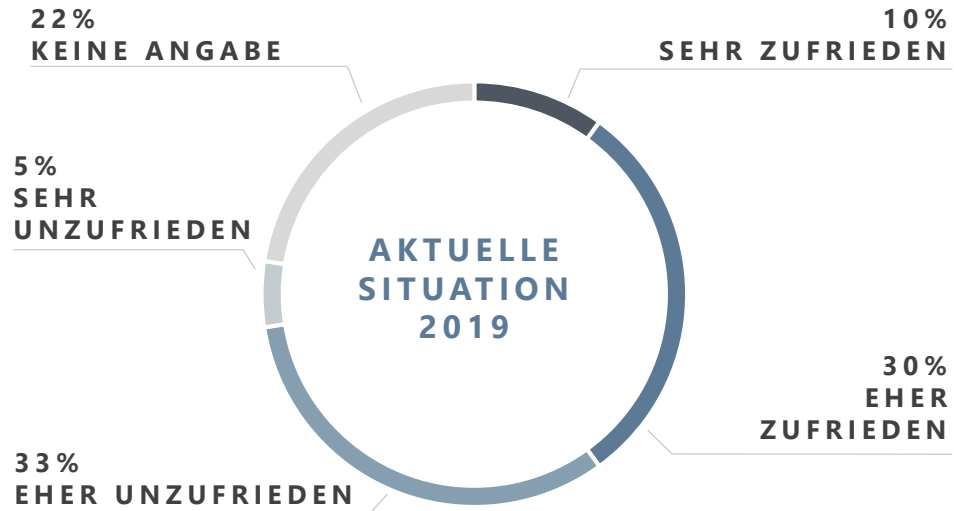 22%
KEINE ANGABE
10%
SEHR ZUFRIEDEN
5%
SEHR
UNZUFRIEDEN
AKTUELLE
SITUATION
2019
30%
EHER
ZUFRIEDEN
33%
EHER UNZUFRIEDEN